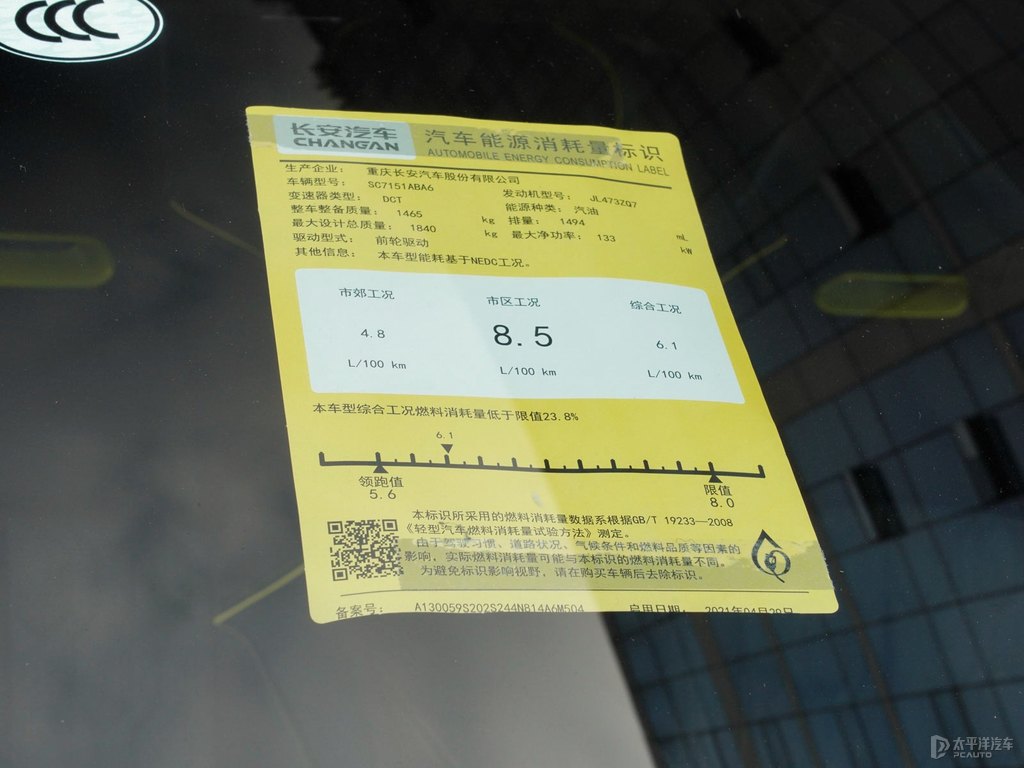 CCC
长安汽车
CHANGAN
汽车能源消耗量标识
AUTOMOBILE ENERGY CONSUMPTION LABEL
生产企业: 重庆长安汽车股份有限公司
车辆型号: SC7151ABA6 发动机型号: JL473ZQ7
变速器类型: DCT 能源种类: 汽油
整车整备质量: 1465 kg 排量: 1494 mL
最大设计总质量: 1840 kg 最大净功率: 133 kW
驱动型式: 前轮驱动
其他信息: 本车型能耗基于NEDC工况。
市郊工况 市区工况 综合工况
4.8 8.5 6.1
L/100 km L/100 km L/100 km
本车型综合工况燃料消耗量低于限值23.8%
6.1
领跑值 限值
5.6 8.0
本标识所采用的燃料消耗量数据系根据GB/T 19233—2008
《轻型汽车燃料消耗量试验方法》测定。
由于驾驶习惯、道路状况、气候条件和燃料品质等因素的
影响，实际燃料消耗量可能与本标识的燃料消耗量不同。
为避免标识影响视野，请在购买车辆后去除标识。
备案号: A130059S202S244NB14A6M504 启用日期: 2021年04月29日
太平洋汽车
PCAUTO